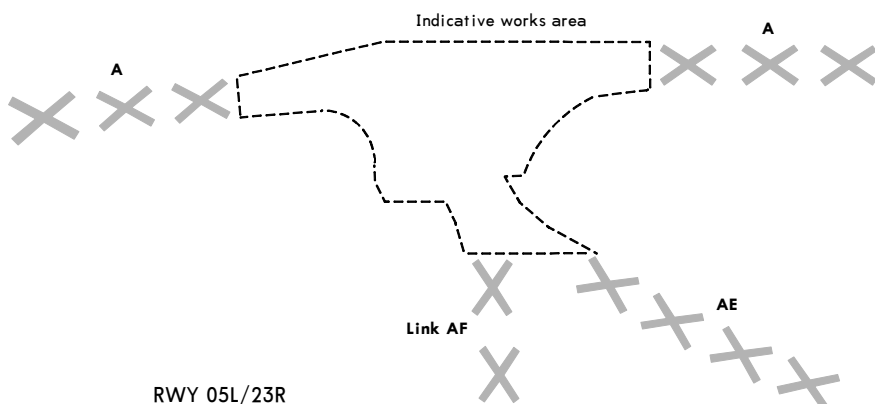 Indicative works area
A
A
AE
Link AF
RWY 05L/23R